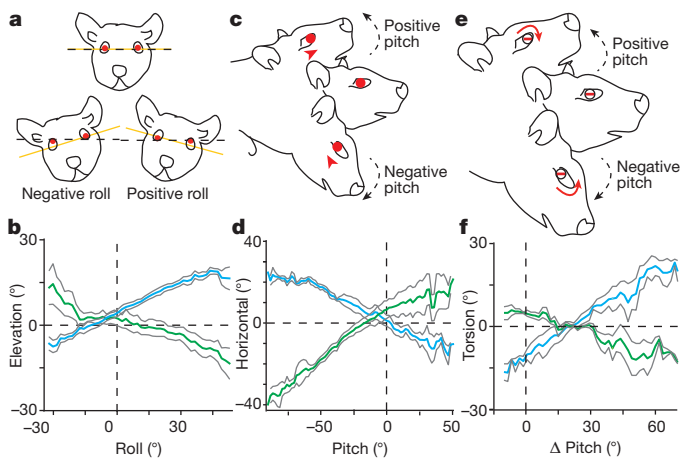 a
Negative roll Positive roll
b
30
0
–30
Elevation (°)
–30 0 50
Roll (°)
c
Positive
pitch
Negative
pitch
d
40
0
–40
Horizontal (°)
–50 0 50
Pitch (°)
e
Positive
pitch
Negative
pitch
f
30
0
–30
Torsion (°)
0 30 60
Δ Pitch (°)